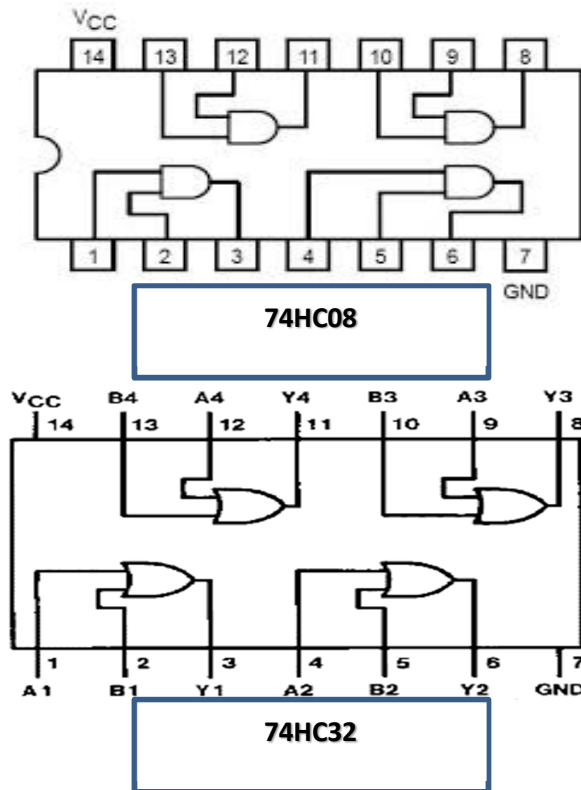 VCC
14 13 12 11 10 9 8
1 2 3 4 5 6 7
GND
74HC08
VCC B4 A4 Y4 B3 A3 Y3
14 13 12 11 10 9 8
1 2 3 4 5 6 7
A1 B1 Y1 A2 B2 Y2 GND
74HC32